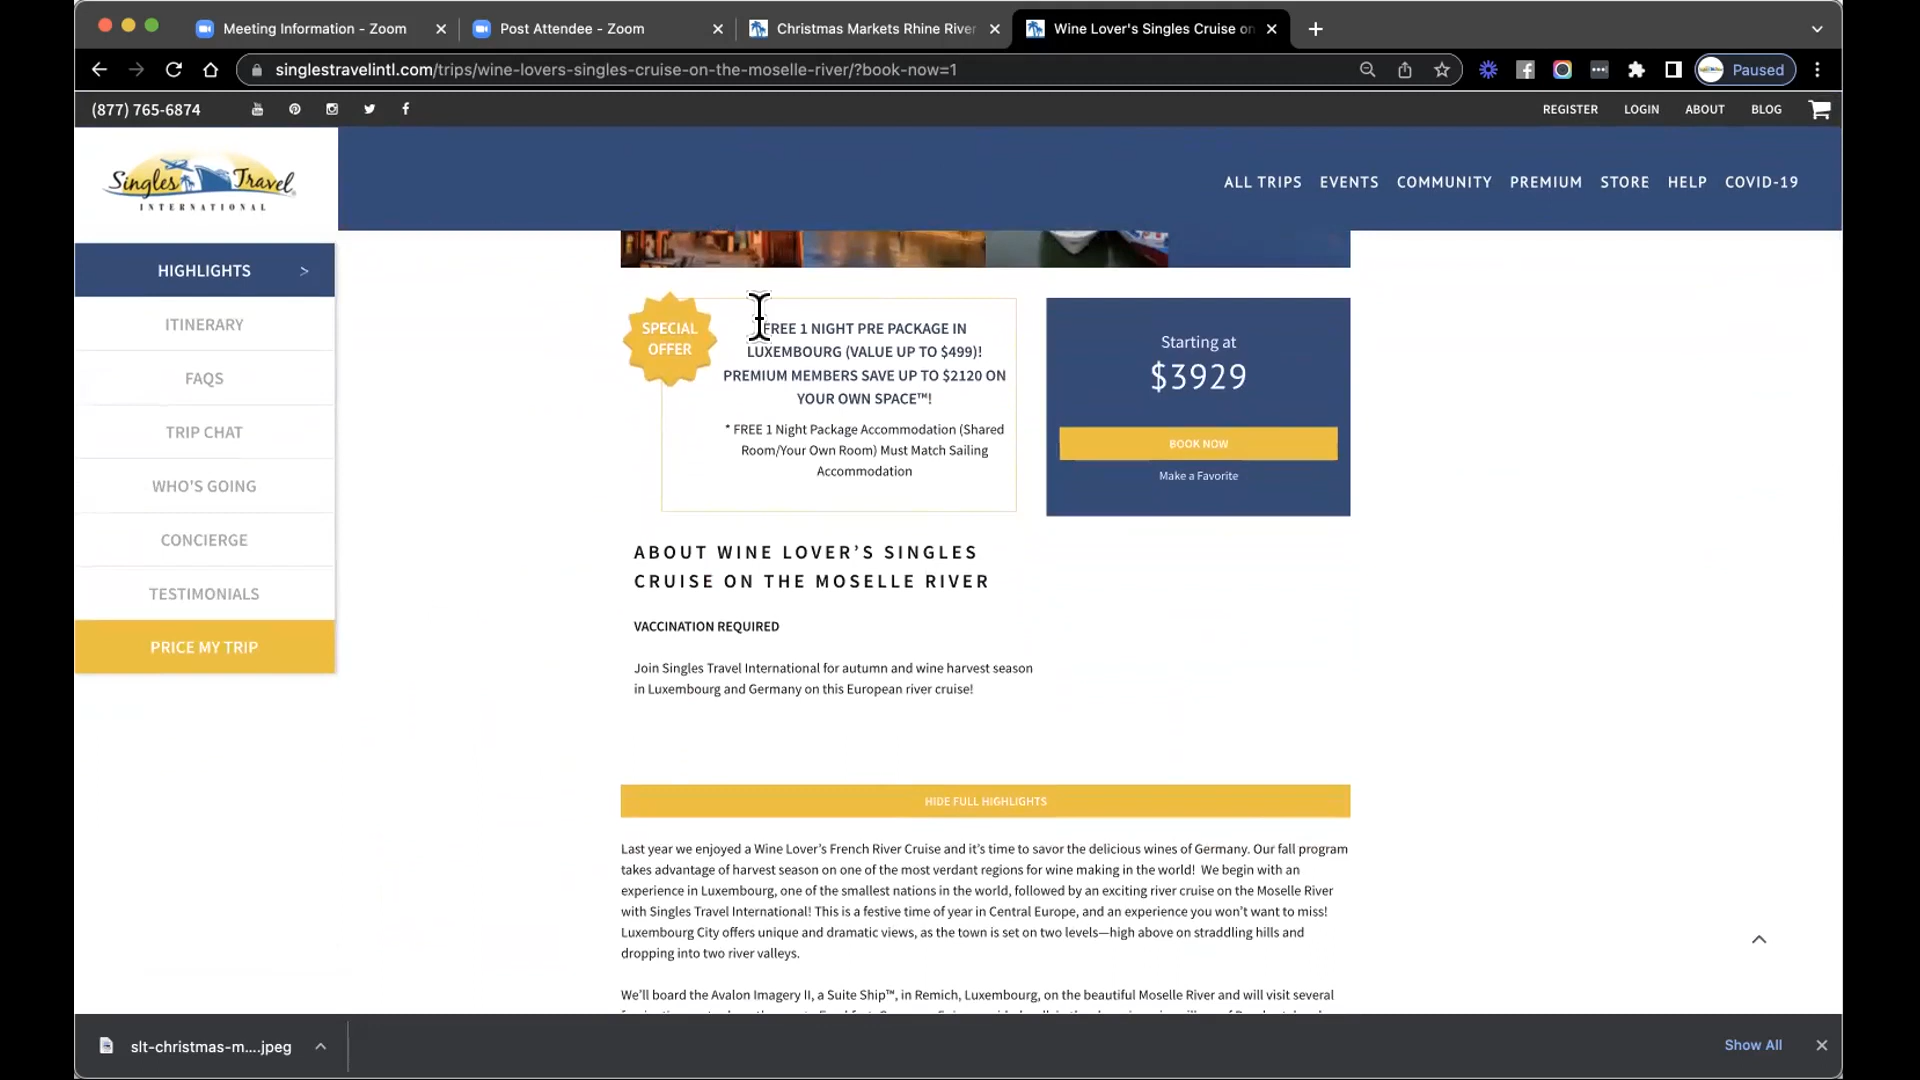 Meeting Information - Zoom
Post Attendee - Zoom
Christmas Markets Rhine River
Wine Lover's Singles Cruise on
singlestravelintl.com/trips/wine-lovers-singles-cruise-on-the-moselle-river/?book-now=1
Paused
(877) 765-6874
REGISTER LOGIN ABOUT BLOG
Singles Travel
INTERNATIONAL
ALL TRIPS EVENTS COMMUNITY PREMIUM STORE HELP COVID-19
HIGHLIGHTS >
ITINERARY
FAQS
TRIP CHAT
WHO'S GOING
CONCIERGE
TESTIMONIALS
PRICE MY TRIP
SPECIAL
OFFER
FREE 1 NIGHT PRE PACKAGE IN
LUXEMBOURG (VALUE UP TO $499)!
PREMIUM MEMBERS SAVE UP TO $2120 ON
YOUR OWN SPACE™!
* FREE 1 Night Package Accommodation (Shared
Room/Your Own Room) Must Match Sailing
Accommodation
Starting at
$3929
BOOK NOW
Make a Favorite
ABOUT WINE LOVER’S SINGLES
CRUISE ON THE MOSELLE RIVER
VACCINATION REQUIRED
Join Singles Travel International for autumn and wine harvest season
in Luxembourg and Germany on this European river cruise!
HIDE FULL HIGHLIGHTS
Last year we enjoyed a Wine Lover’s French River Cruise and it’s time to savor the delicious wines of Germany. Our fall program
takes advantage of harvest season on one of the most verdant regions for wine making in the world! We begin with an
experience in Luxembourg, one of the smallest nations in the world, followed by an exciting river cruise on the Moselle River
with Singles Travel International! This is a festive time of year in Central Europe, and an experience you won’t want to miss!
Luxembourg City offers unique and dramatic views, as the town is set on two levels—high above on straddling hills and
dropping into two river valleys.
We’ll board the Avalon Imagery II, a Suite Ship™, in Remich, Luxembourg, on the beautiful Moselle River and will visit several
slt-christmas-m....jpeg
Show All